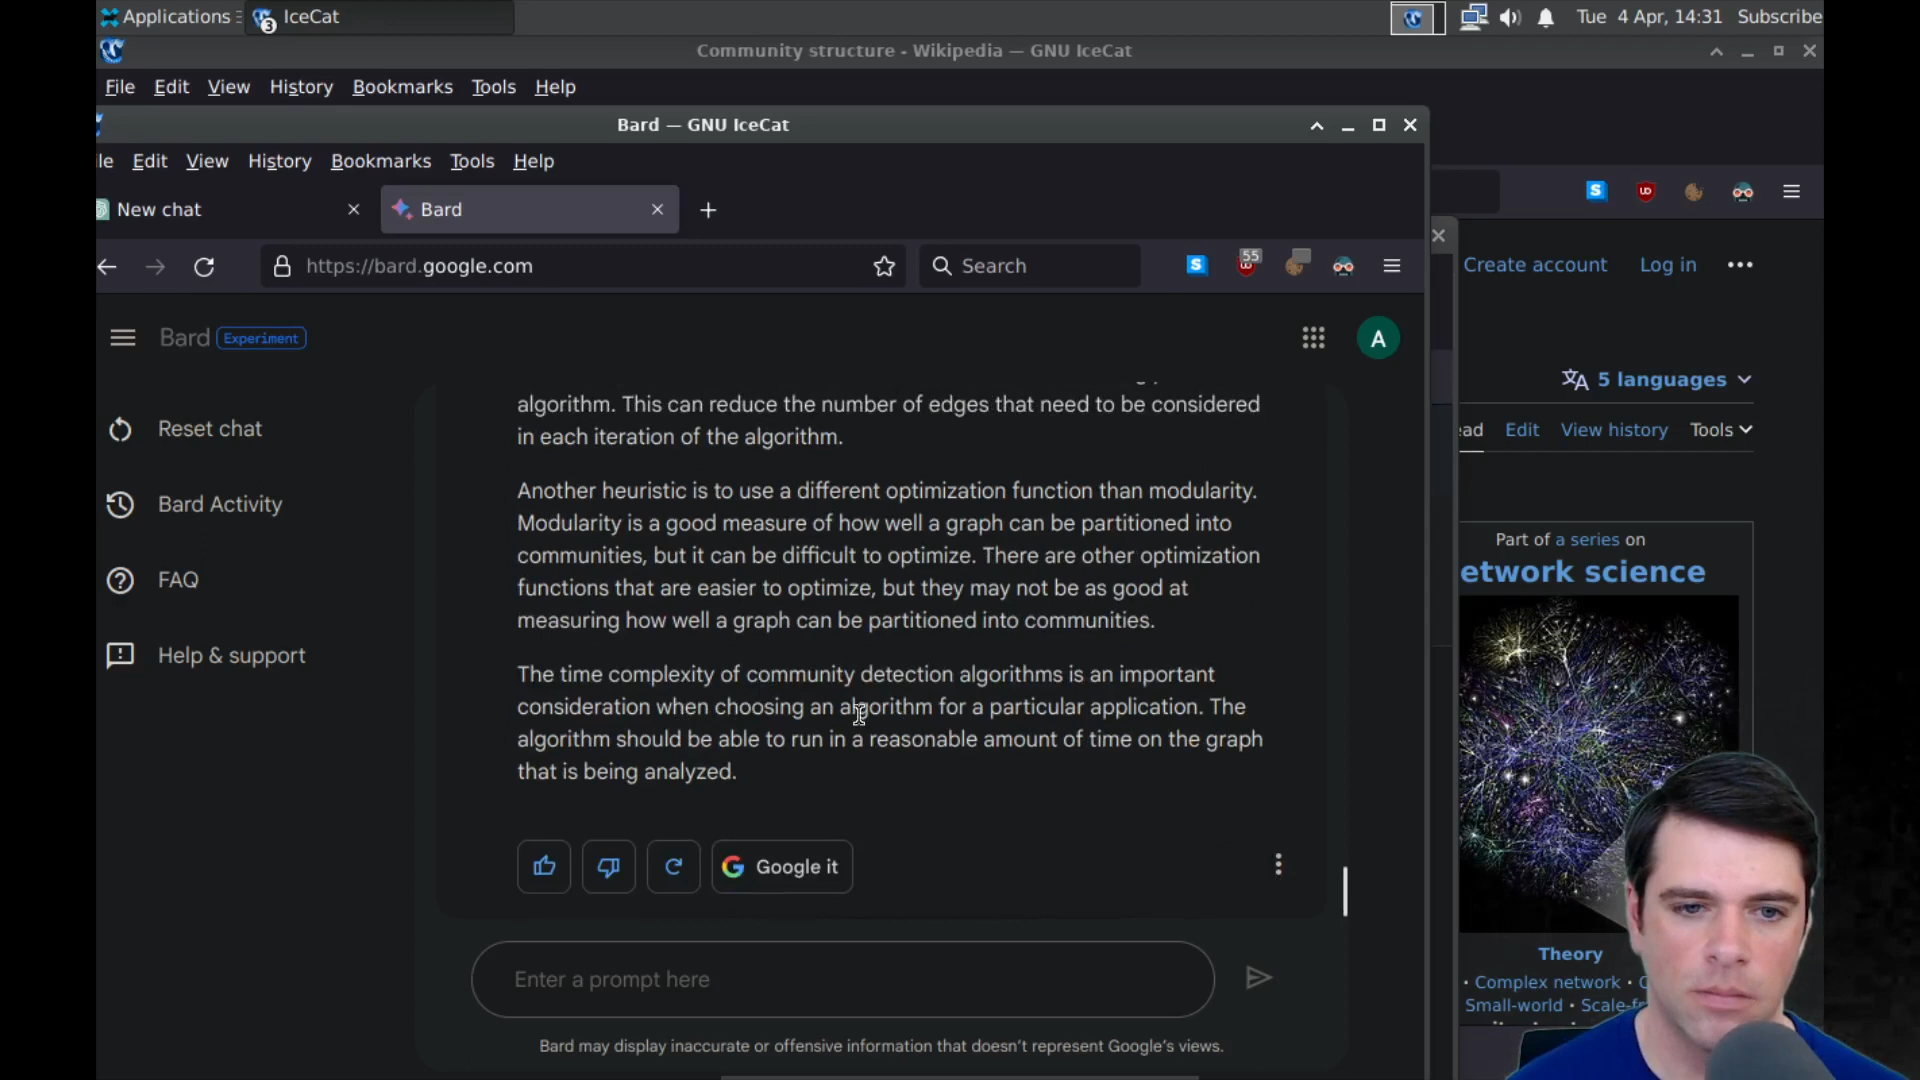 Applications
3
IceCat
Tue 4 Apr, 14:31
Subscribe
Community structure - Wikipedia — GNU IceCat
File Edit View History Bookmarks Tools Help
Bard — GNU IceCat
ile Edit View History Bookmarks Tools Help
New chat
Bard
https://bard.google.com
Search
S
55
S
Create account
Log in
Bard
Experiment
A
5 languages
ead
Edit
View history
Tools
Reset chat
Bard Activity
FAQ
Help & support
algorithm. This can reduce the number of edges that need to be considered
in each iteration of the algorithm.
Another heuristic is to use a different optimization function than modularity.
Modularity is a good measure of how well a graph can be partitioned into
communities, but it can be difficult to optimize. There are other optimization
functions that are easier to optimize, but they may not be as good at
measuring how well a graph can be partitioned into communities.
The time complexity of community detection algorithms is an important
consideration when choosing an algorithm for a particular application. The
algorithm should be able to run in a reasonable amount of time on the graph
that is being analyzed.
Google it
Enter a prompt here
Bard may display inaccurate or offensive information that doesn't represent Google's views.
Part of a series on
etwork science
Theory
· Complex network ·
Small-world · Scale-fr